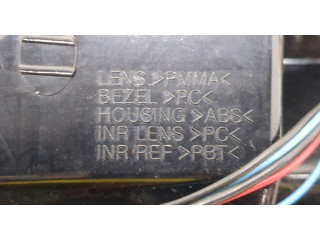 LENS >PMMA<
BEZEL >PC<
HOUSING >ABS<
INR LENS >PC<
INR REF >PBT<